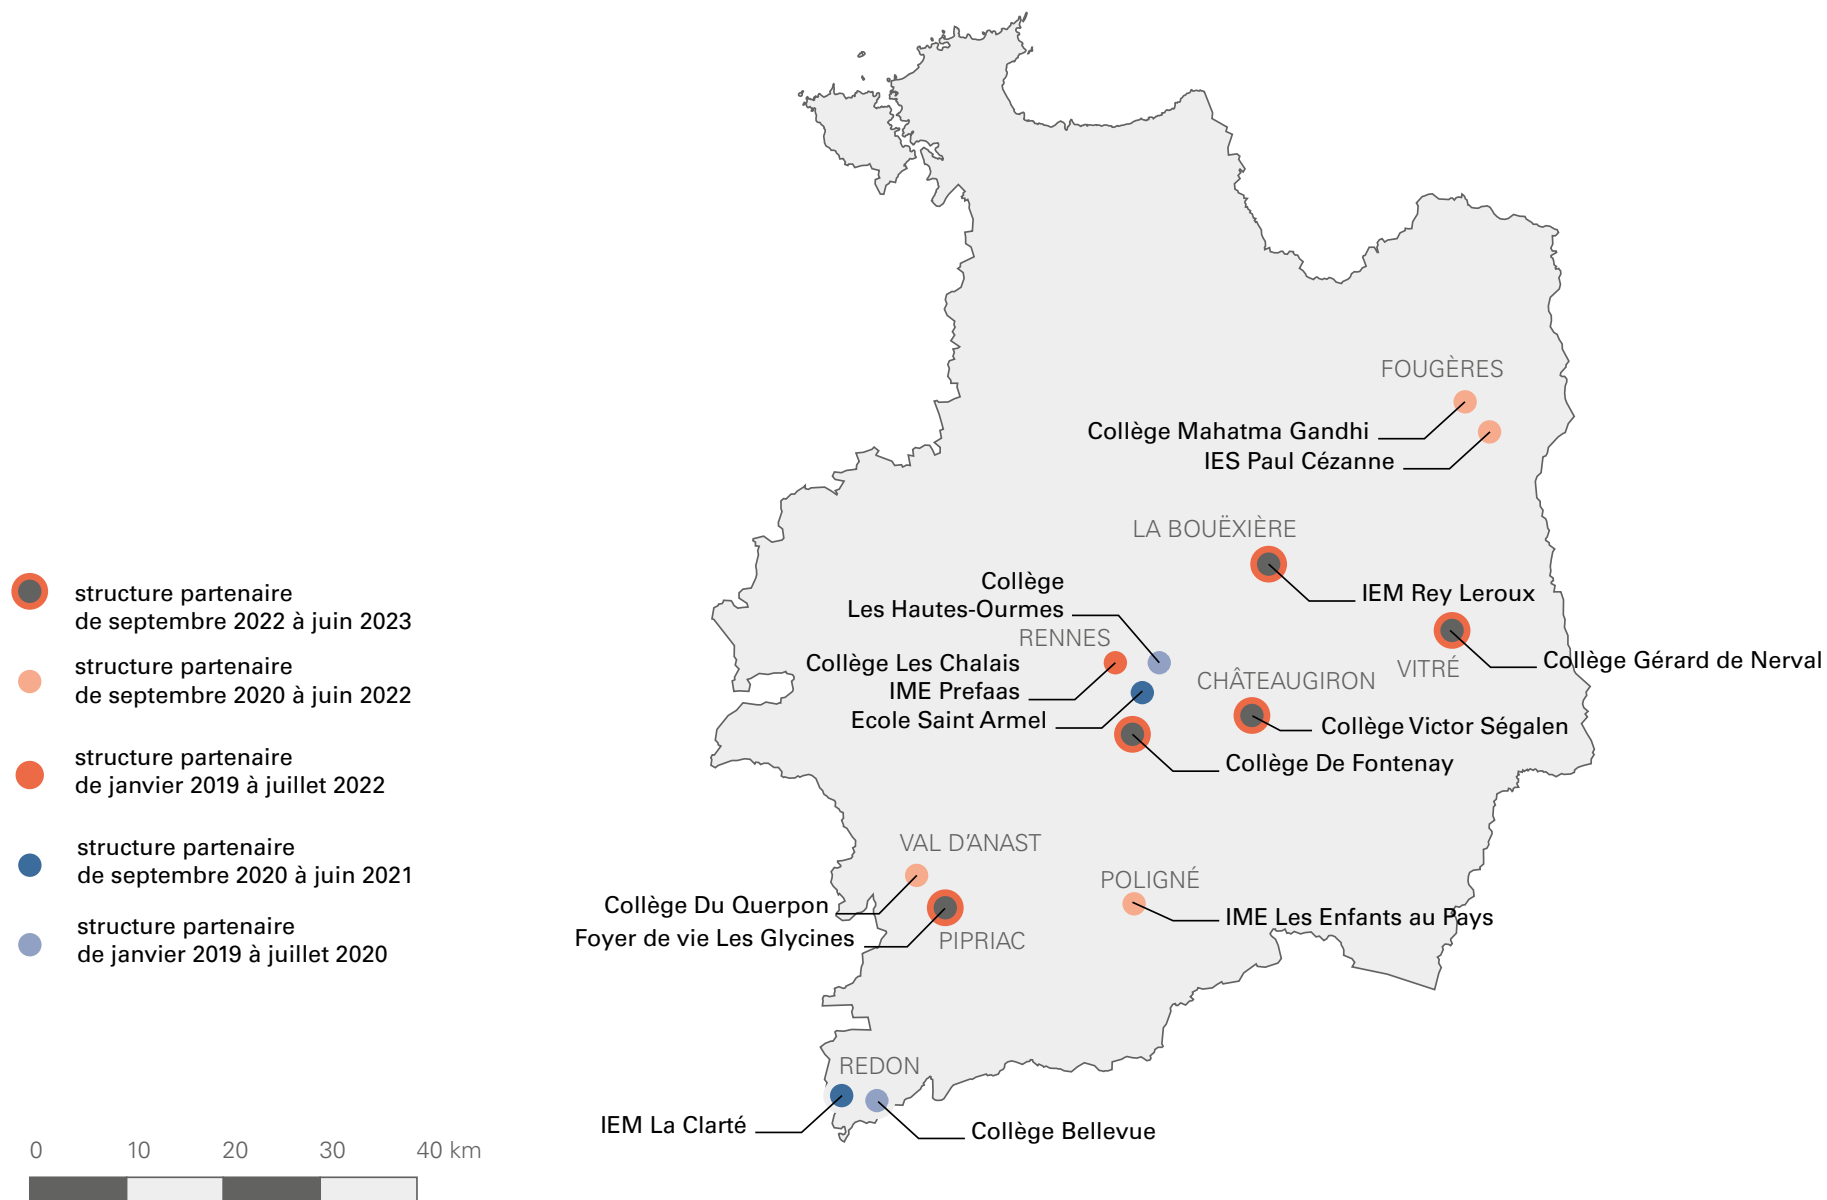 FOUGÈRES
Collège Mahatma Gandhi
IES Paul Cézanne
LA BOUËXIÈRE
IEM Rey Leroux
Collège
Les Hautes-Ourmes
RENNES
Collège Les Chalais
IME Prefaas
Ecole Saint Armel
VITRÉ
Collège Gérard de Nerval
CHÂTEAUGIRON
Collège Victor Ségalen
Collège De Fontenay
VAL D'ANAST
Collège Du Querpon
Foyer de vie Les Glycines
PIPRIAC
POLIGNÉ
IME Les Enfants au Pays
REDON
IEM La Clarté
Collège Bellevue
structure partenaire
de septembre 2022 à juin 2023
structure partenaire
de septembre 2020 à juin 2022
structure partenaire
de janvier 2019 à juillet 2022
structure partenaire
de septembre 2020 à juin 2021
structure partenaire
de janvier 2019 à juillet 2020
0 10 20 30 40 km